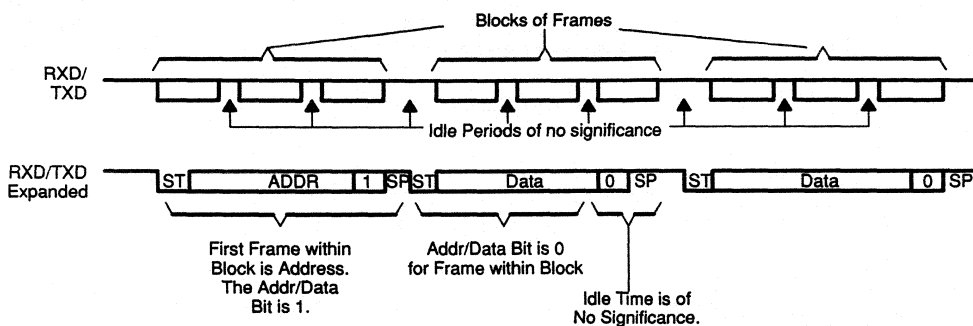 Blocks of Frames
RXD/
TXD
Idle Periods of no significance
RXD/TXD
Expanded
ST ADDR 1 SP ST Data 0 SP ST Data 0 SP
First Frame within
Block is Address.
The Addr/Data
Bit is 1.
Addr/Data Bit is 0
for Frame within Block
Idle Time is of
No Significance.